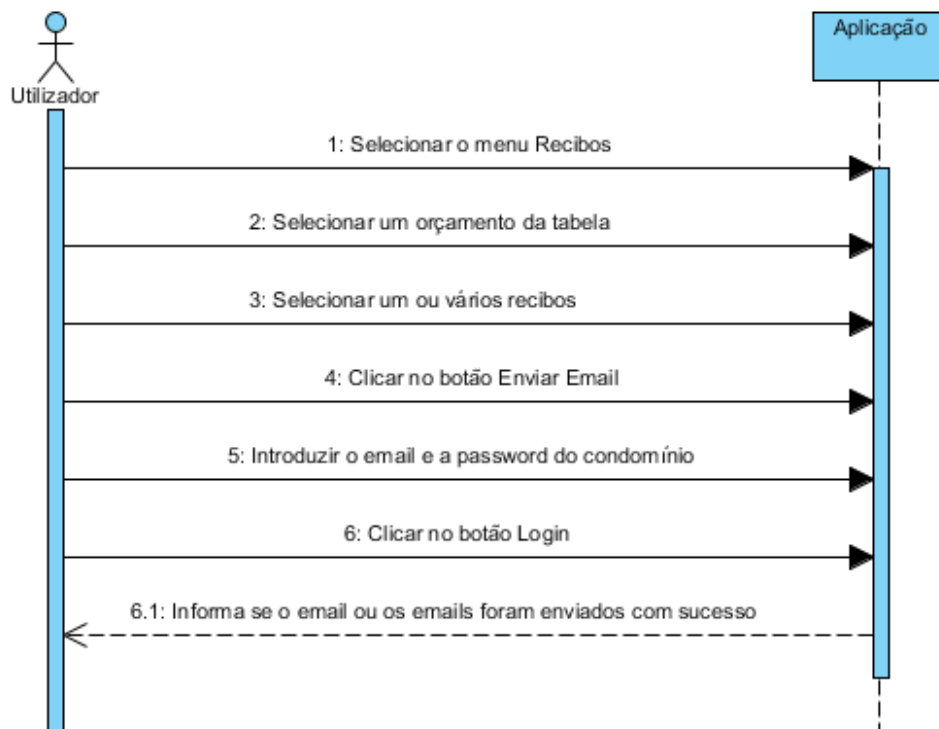 Aplicação
Utilizador
1: Selecionar o menu Recibos
2: Selecionar um orçamento da tabela
3: Selecionar um ou vários recibos
4: Clicar no botão Enviar Email
5: Introduzir o email e a password do condomínio
6: Clicar no botão Login
6.1: Informa se o email ou os emails foram enviados com sucesso